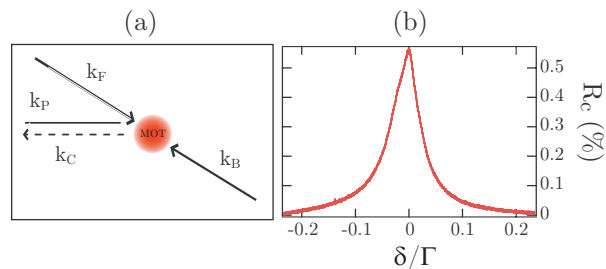 (a)
k_F
k_P
MOT
k_C
k_B
(b)
0.5
0.4
0.3
0.2
0.1
0
R_c (%)
-0.2 -0.1 0 0.1 0.2
δ/Γ